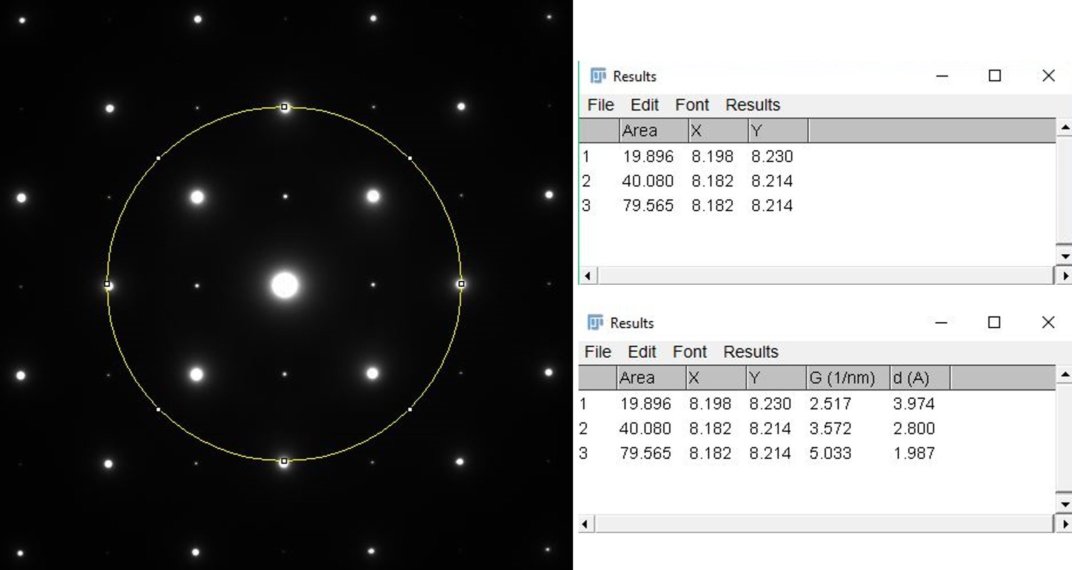 Results
File Edit Font Results
Area X Y
1 19.896 8.198 8.230
2 40.080 8.182 8.214
3 79.565 8.182 8.214
Results
File Edit Font Results
Area X Y G (1/nm) d (A)
1 19.896 8.198 8.230 2.517 3.974
2 40.080 8.182 8.214 3.572 2.800
3 79.565 8.182 8.214 5.033 1.987